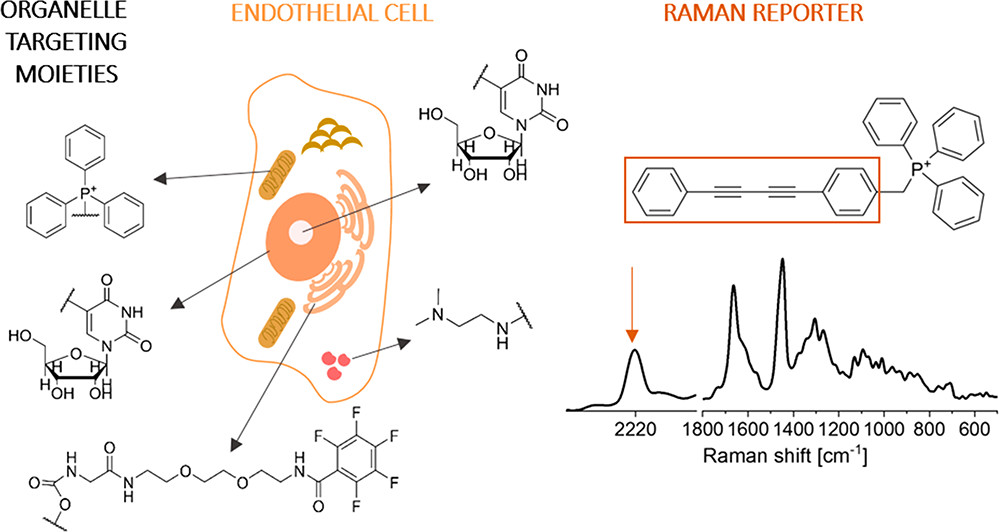 ORGANELLE
TARGETING
MOIETIES
ENDOTHELIAL CELL
RAMAN REPORTER
P+
O
NH
N
O
HO
O
H
H
H
H
OH
OH
P+
O
NH
N
O
HO
O
H
H
H
H
OH
OH
N
N
H
O
H
N
O
O
N
H
O
O
H
N
O
F
F
F
F
F
2220
1800 1600 1400 1200 1000 800 600
Raman shift [cm-1]
P+